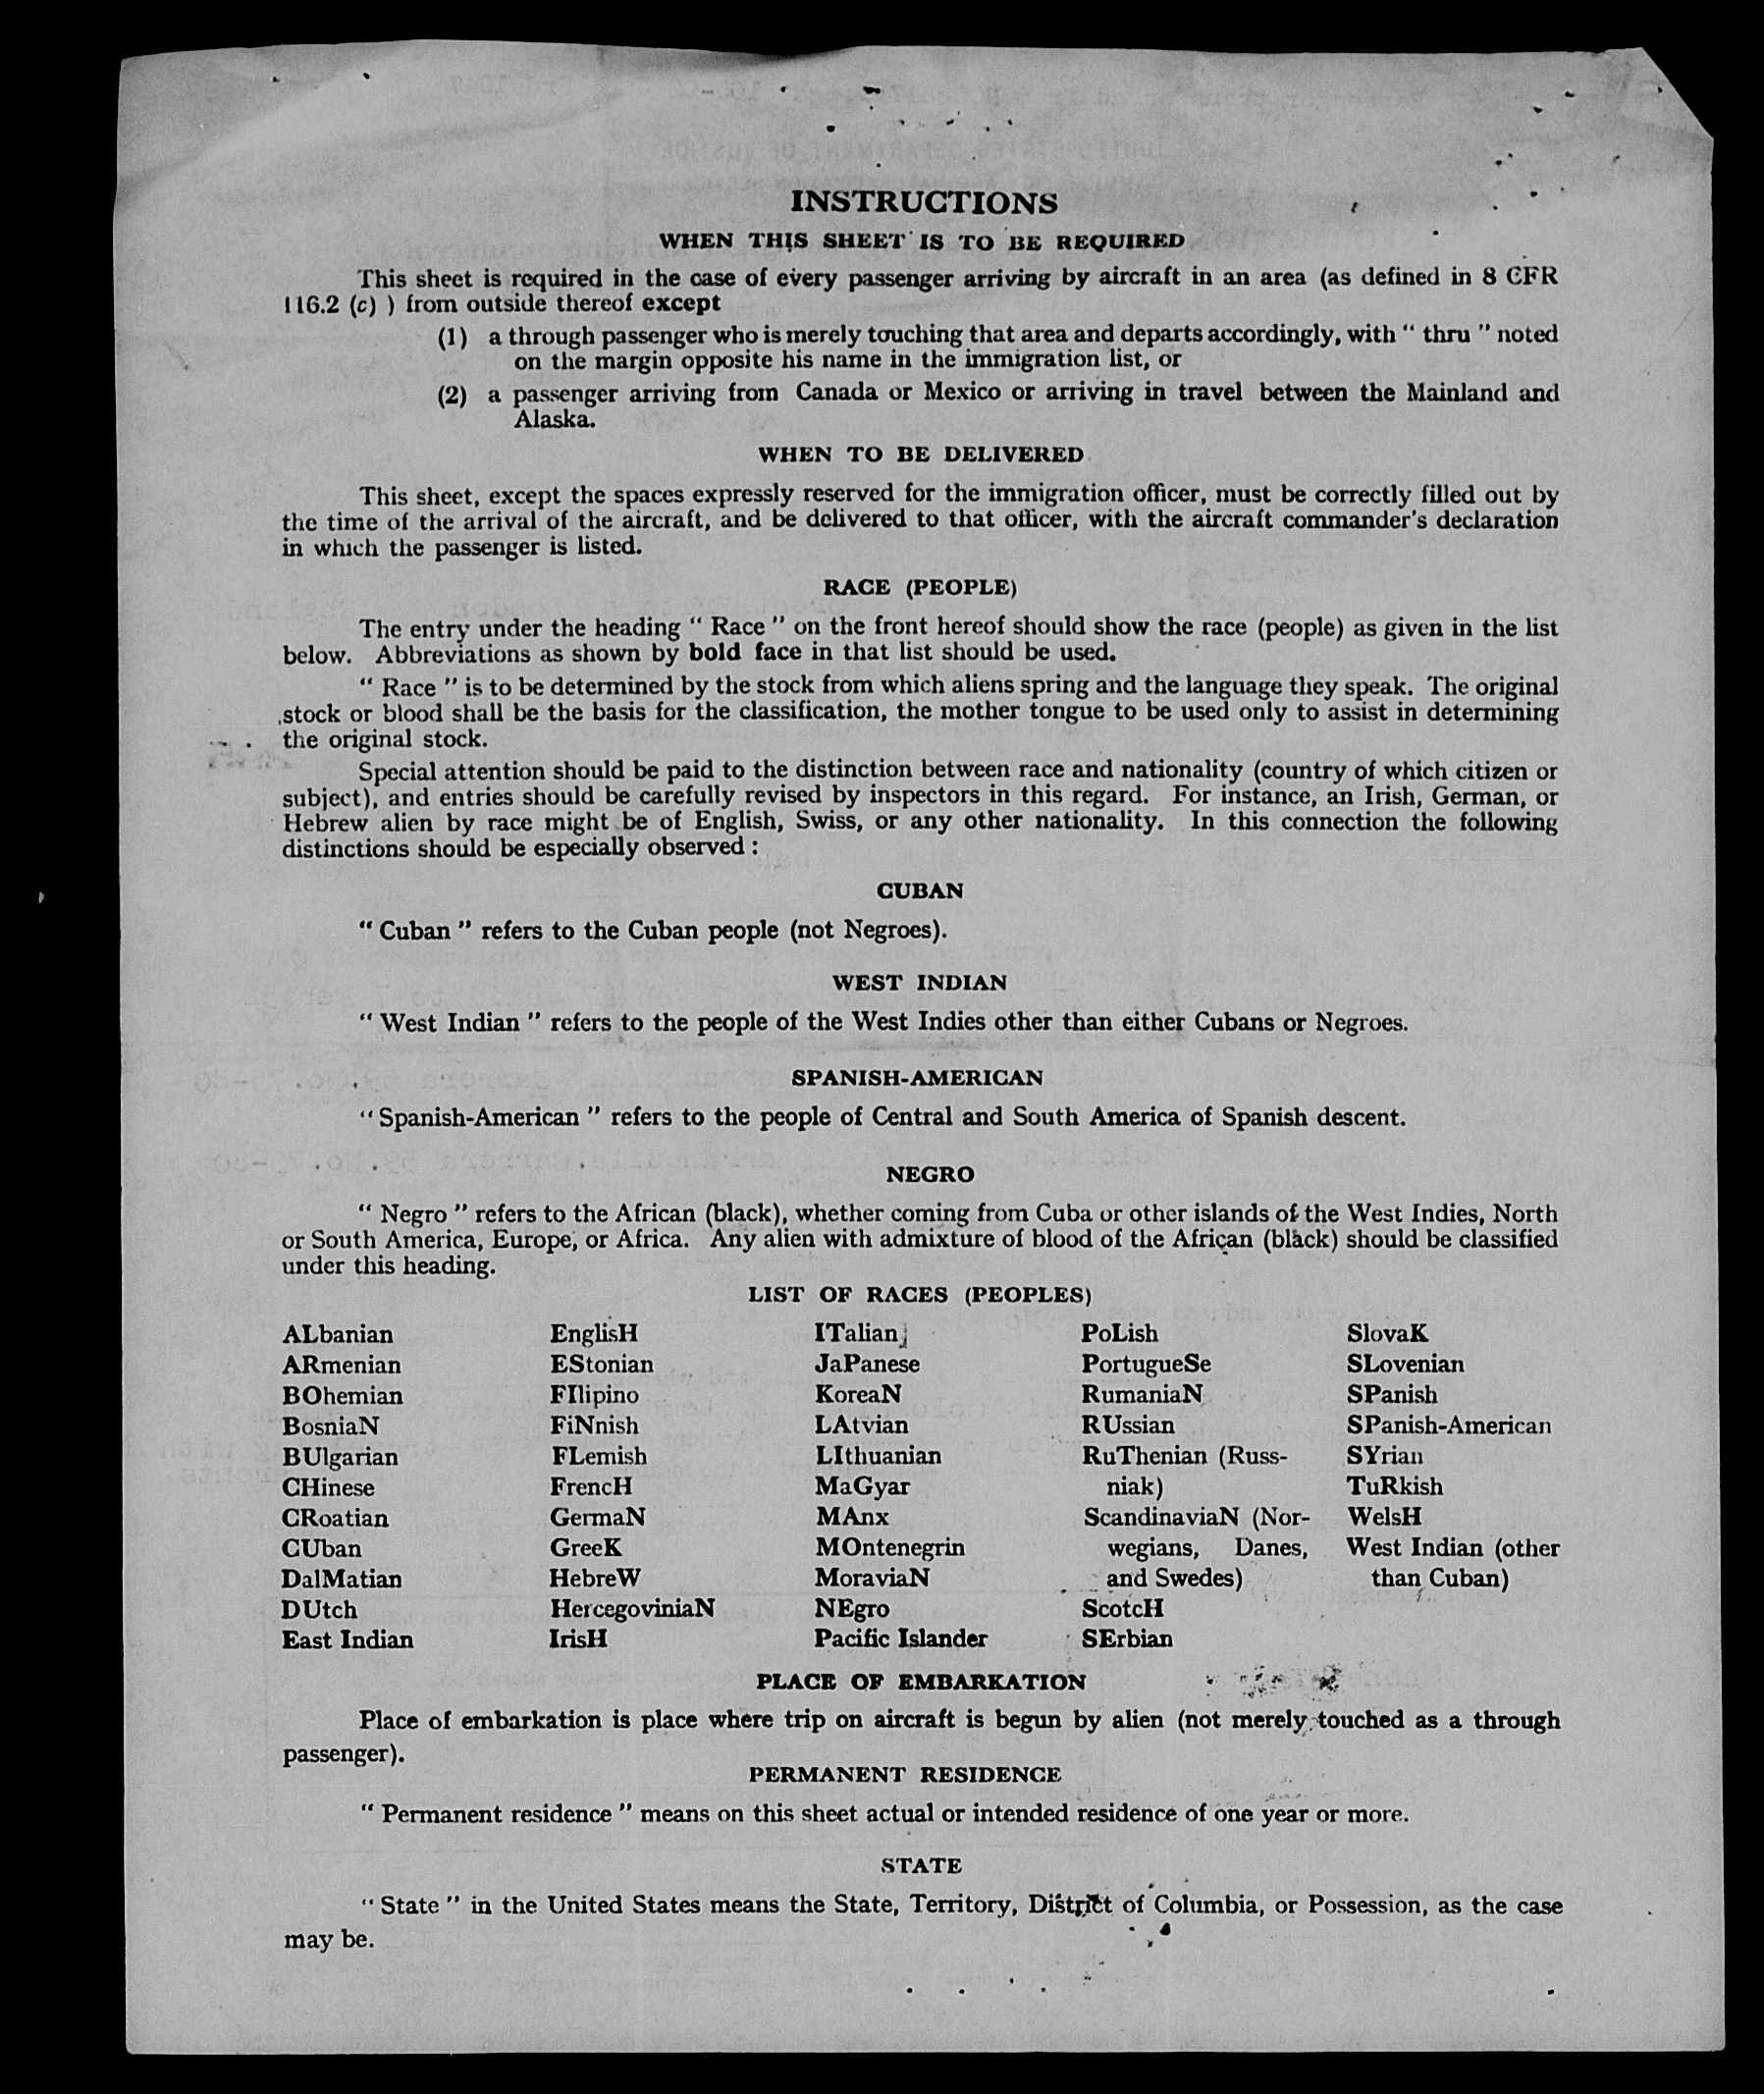 INSTRUCTIONS
WHEN THIS SHEET IS TO BE REQUIRED
This sheet is required in the case of every passenger arriving by aircraft in an area (as defined in 8 CFR
116.2 (c) ) from outside thereof except
(1) a through passenger who is merely touching that area and departs accordingly, with “ thru ” noted
on the margin opposite his name in the immigration list, or
(2) a passenger arriving from Canada or Mexico or arriving in travel between the Mainland and
Alaska.
WHEN TO BE DELIVERED
This sheet, except the spaces expressly reserved for the immigration officer, must be correctly filled out by
the time of the arrival of the aircraft, and be delivered to that officer, with the aircraft commander's declaration
in which the passenger is listed.
RACE (PEOPLE)
The entry under the heading “ Race ” on the front hereof should show the race (people) as given in the list
below. Abbreviations as shown by bold face in that list should be used.
“ Race ” is to be determined by the stock from which aliens spring and the language they speak. The original
stock or blood shall be the basis for the classification, the mother tongue to be used only to assist in determining
the original stock.
Special attention should be paid to the distinction between race and nationality (country of which citizen or
subject), and entries should be carefully revised by inspectors in this regard. For instance, an Irish, German, or
Hebrew alien by race might be of English, Swiss, or any other nationality. In this connection the following
distinctions should be especially observed :
CUBAN
“ Cuban ” refers to the Cuban people (not Negroes).
WEST INDIAN
“ West Indian ” refers to the people of the West Indies other than either Cubans or Negroes.
SPANISH-AMERICAN
“ Spanish-American ” refers to the people of Central and South America of Spanish descent.
NEGRO
“ Negro ” refers to the African (black), whether coming from Cuba or other islands of the West Indies, North
or South America, Europe, or Africa. Any alien with admixture of blood of the African (black) should be classified
under this heading.
LIST OF RACES (PEOPLES)
ALbanian
ARmenian
BOhemian
BosniaN
BUlgarian
CHinese
CRoatian
CUban
DalMatian
DUtch
East Indian
EnglisH
EStonian
FIlipino
FiNnish
FLemish
FrencH
GermaN
GreeK
HebreW
HercegoviniaN
IrisH
ITalian
JaPanese
KoreaN
LAtvian
LIthuanian
MaGyar
MAnx
MOntenegrin
MoraviaN
NEgro
Pacific Islander
PoLish
PortugueSe
RumaniaN
RUssian
RuThenian (Russ-
niak)
ScandinaviaN (Nor-
wegians, Danes,
and Swedes)
ScotcH
SErbian
SlovaK
SLovenian
SPanish
SPanish-American
SYrian
TuRkish
WelsH
West Indian (other
than Cuban)
PLACE OF EMBARKATION
Place of embarkation is place where trip on aircraft is begun by alien (not merely touched as a through
passenger).
PERMANENT RESIDENCE
“ Permanent residence ” means on this sheet actual or intended residence of one year or more.
STATE
“ State ” in the United States means the State, Territory, District of Columbia, or Possession, as the case
may be.